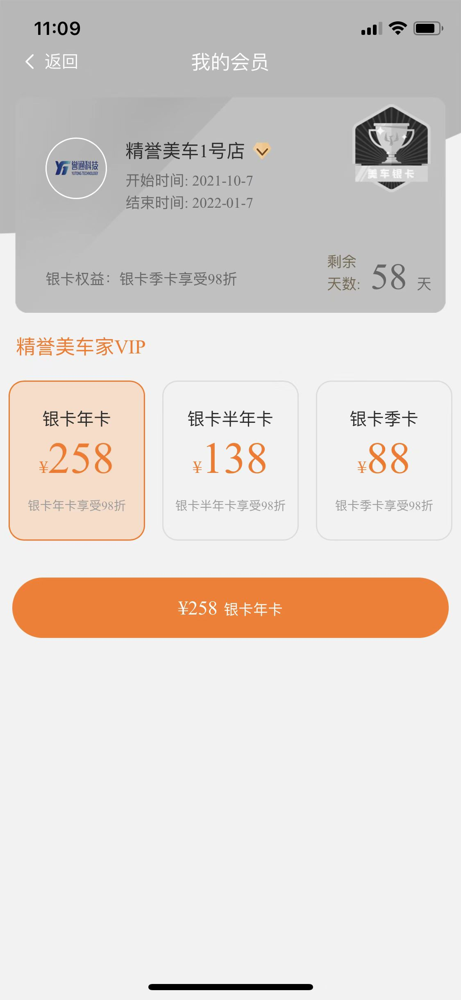 11:09
返回
我的会员
精誉美车1号店
美车银卡
誉通科技
YUTONG TECHNOLOGY
开始时间: 2021-10-7
结束时间: 2022-01-7
银卡权益：银卡季卡享受98折
剩余
天数: 58 天
精誉美车家VIP
银卡年卡
¥258
银卡年卡享受98折
银卡半年卡
¥138
银卡半年卡享受98折
银卡季卡
¥88
银卡季卡享受98折
¥258 银卡年卡